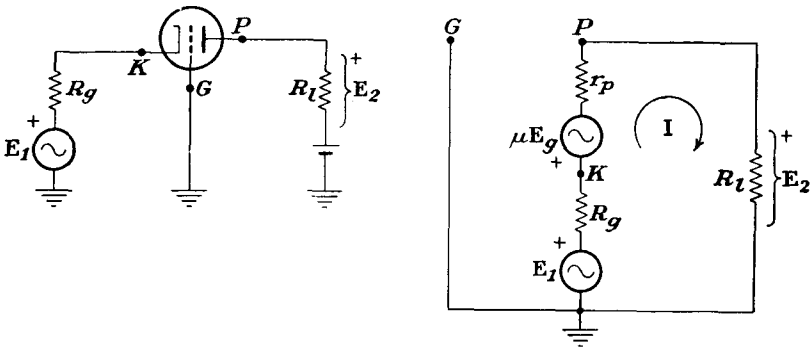 P
K
G
R_g
+
E_1
R_l
+
E_2
G
P
r_p
μE_g
+
K
I
R_g
+
E_1
R_l
+
E_2